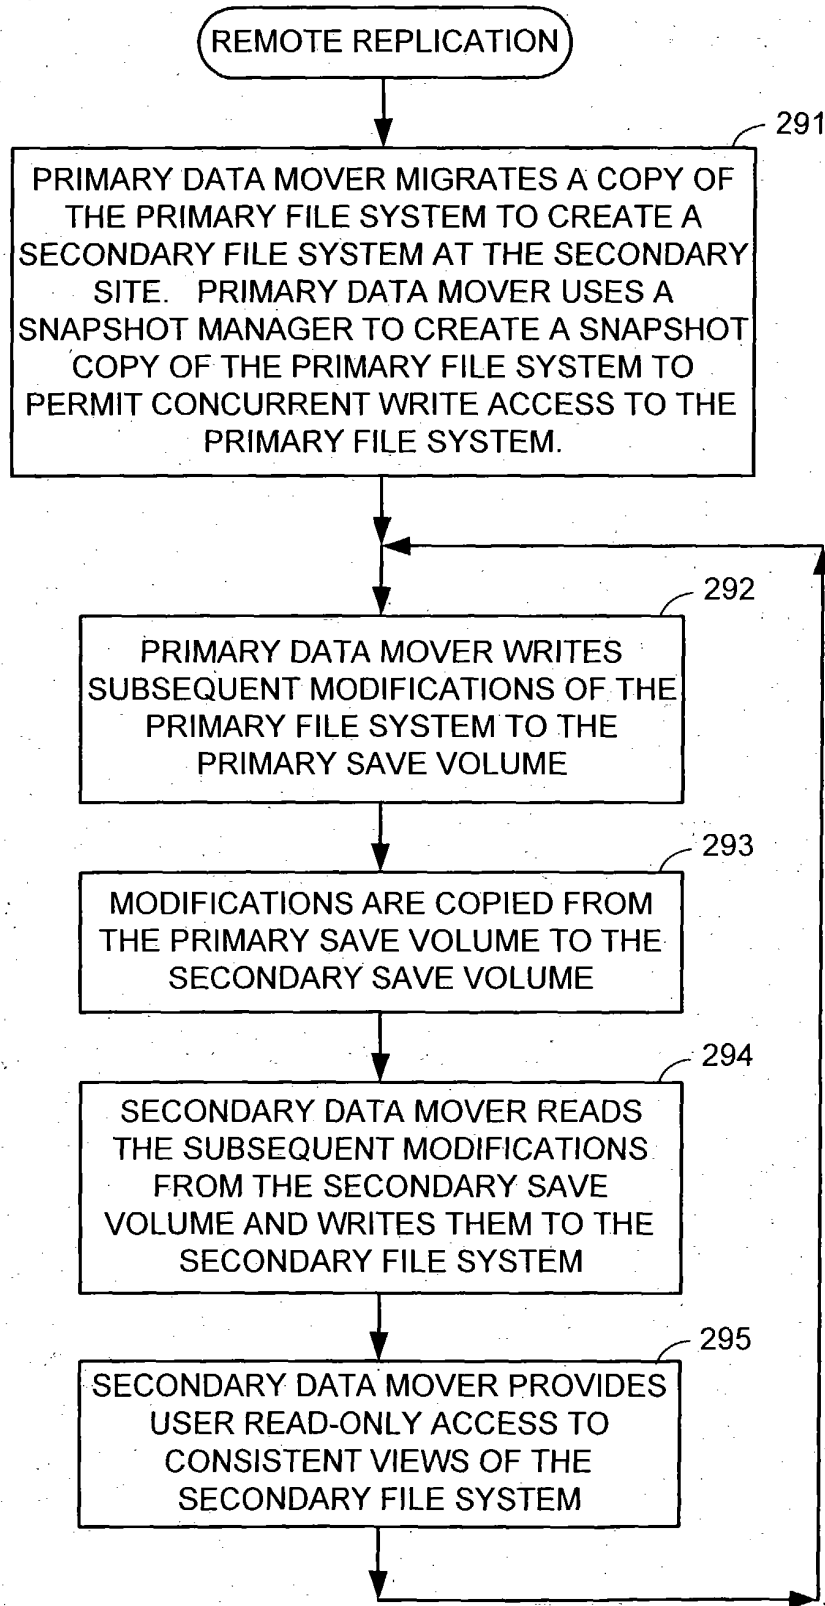 REMOTE REPLICATION
291
PRIMARY DATA MOVER MIGRATES A COPY OF
THE PRIMARY FILE SYSTEM TO CREATE A
SECONDARY FILE SYSTEM AT THE SECONDARY
SITE. PRIMARY DATA MOVER USES A
SNAPSHOT MANAGER TO CREATE A SNAPSHOT
COPY OF THE PRIMARY FILE SYSTEM TO
PERMIT CONCURRENT WRITE ACCESS TO THE
PRIMARY FILE SYSTEM.
292
PRIMARY DATA MOVER WRITES
SUBSEQUENT MODIFICATIONS OF THE
PRIMARY FILE SYSTEM TO THE
PRIMARY SAVE VOLUME
293
MODIFICATIONS ARE COPIED FROM
THE PRIMARY SAVE VOLUME TO THE
SECONDARY SAVE VOLUME
294
SECONDARY DATA MOVER READS
THE SUBSEQUENT MODIFICATIONS
FROM THE SECONDARY SAVE
VOLUME AND WRITES THEM TO THE
SECONDARY FILE SYSTEM
295
SECONDARY DATA MOVER PROVIDES
USER READ-ONLY ACCESS TO
CONSISTENT VIEWS OF THE
SECONDARY FILE SYSTEM